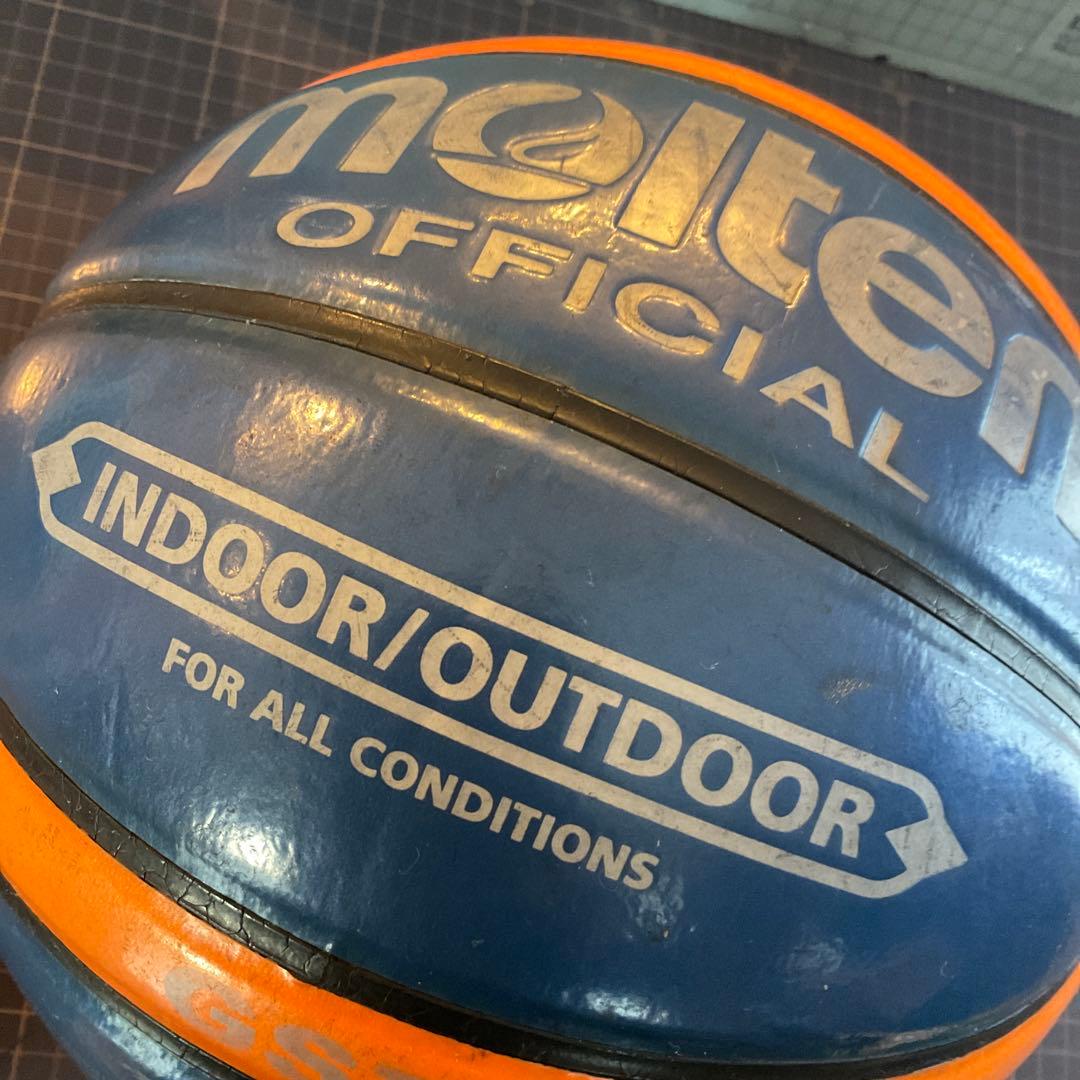 molten
OFFICIAL
INDOOR/OUTDOOR
FOR ALL CONDITIONS